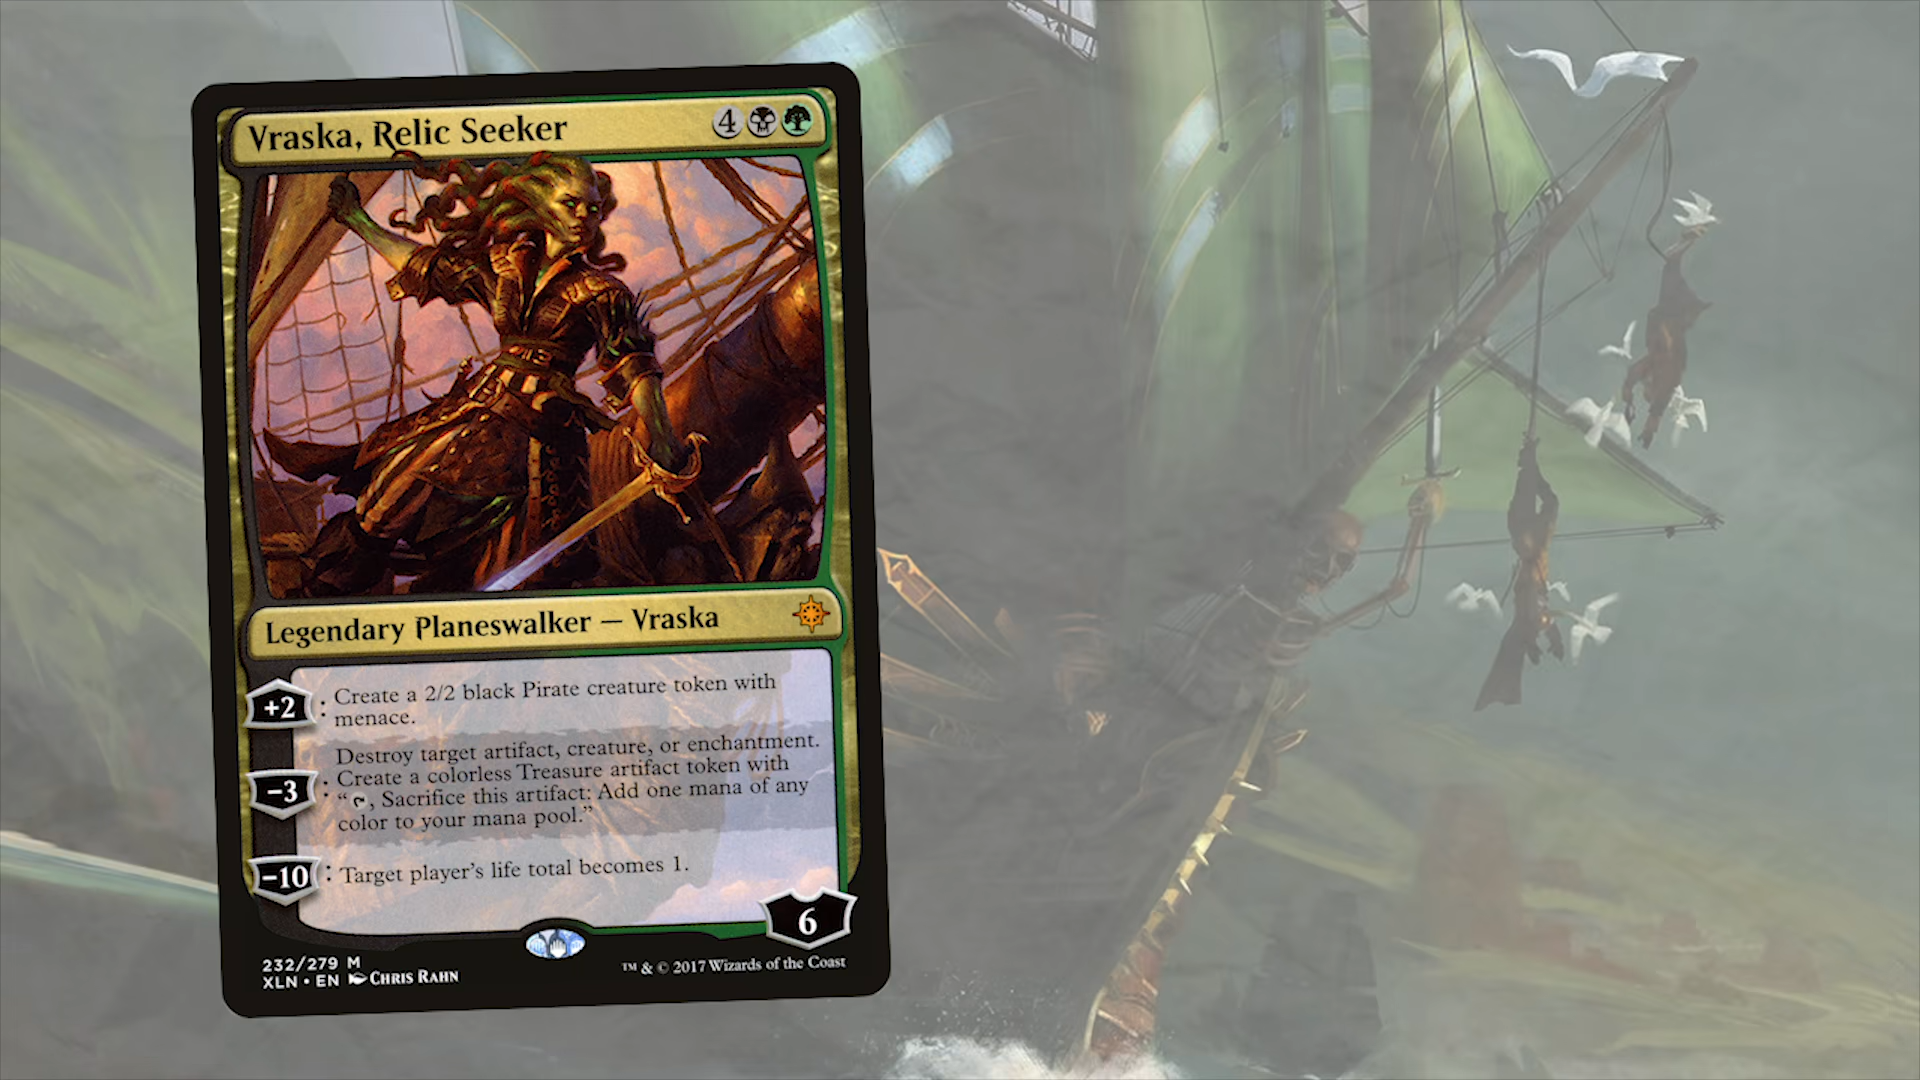 Vraska, Relic Seeker 4
Legendary Planeswalker — Vraska
+2 : Create a 2/2 black Pirate creature token with
menace.
Destroy target artifact, creature, or enchantment.
Create a colorless Treasure artifact token with
−3 : “, Sacrifice this artifact: Add one mana of any
color to your mana pool.”
−10 : Target player’s life total becomes 1.
6
232/279 M
XLN • EN Chris Rahn
™ & © 2017 Wizards of the Coast